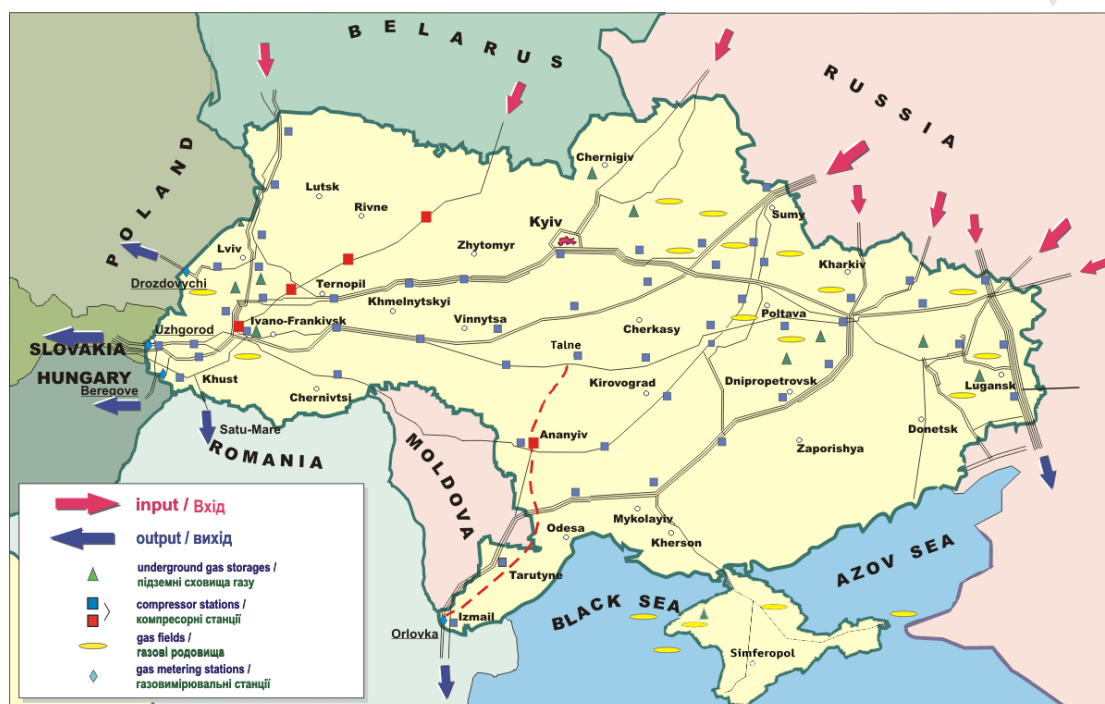 BELARUS
RUSSIA
POLAND
Chernigiv
Lutsk
Rivne
Sumy
Kyiv
Zhytomyr
Lviv
Kharkiv
Drozdovychi
Ternopil
Khmelnytskyi
Poltava
Ivano-Frankivsk
Vinnytsa
Cherkasy
Uzhgorod
SLOVAKIA
Talne
HUNGARY
Khust
Kirovograd
Dnipropetrovsk
Lugansk
Beregove
Chernivtsi
Satu-Mare
Ananyiv
Donetsk
ROMANIA
MOLDOVA
Zaporishya
Mykolayiv
Odesa
Kherson
Tarutyne
AZOV SEA
BLACK SEA
Izmail
Orlovka
Simferopol
input / Вхід
output / вихід
underground gas storages /
підземні сховища газу
compressor stations /
компресорні станції
gas fields /
газові родовища
gas metering stations /
газовимірювальні станції